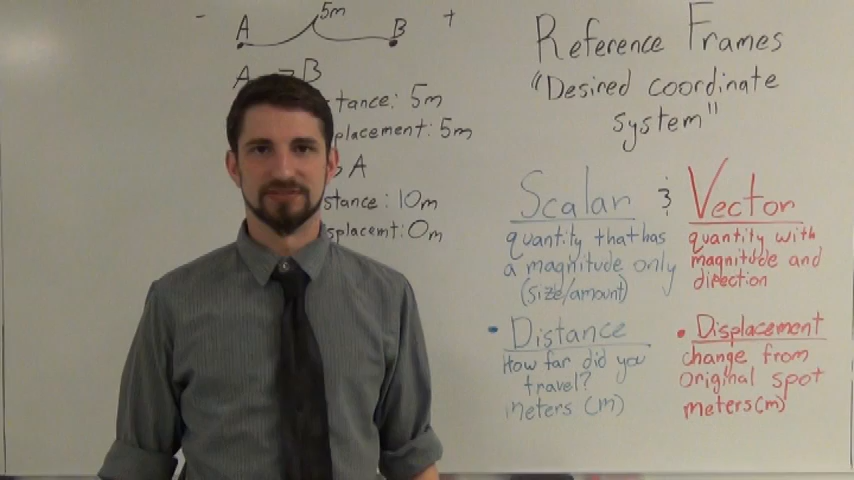 - A 5m B +
A → B
tance: 5m
placement: 5m
A
stance: 10m
splacemt: 0m
Reference Frames
"Desired coordinate
system"
Scalar & Vector
quantity that has
a magnitude only
(size/amount)
quantity with
magnitude and
direction
• Distance
How far did you
travel?
meters (m)
• Displacement
change from
original spot
meters(m)